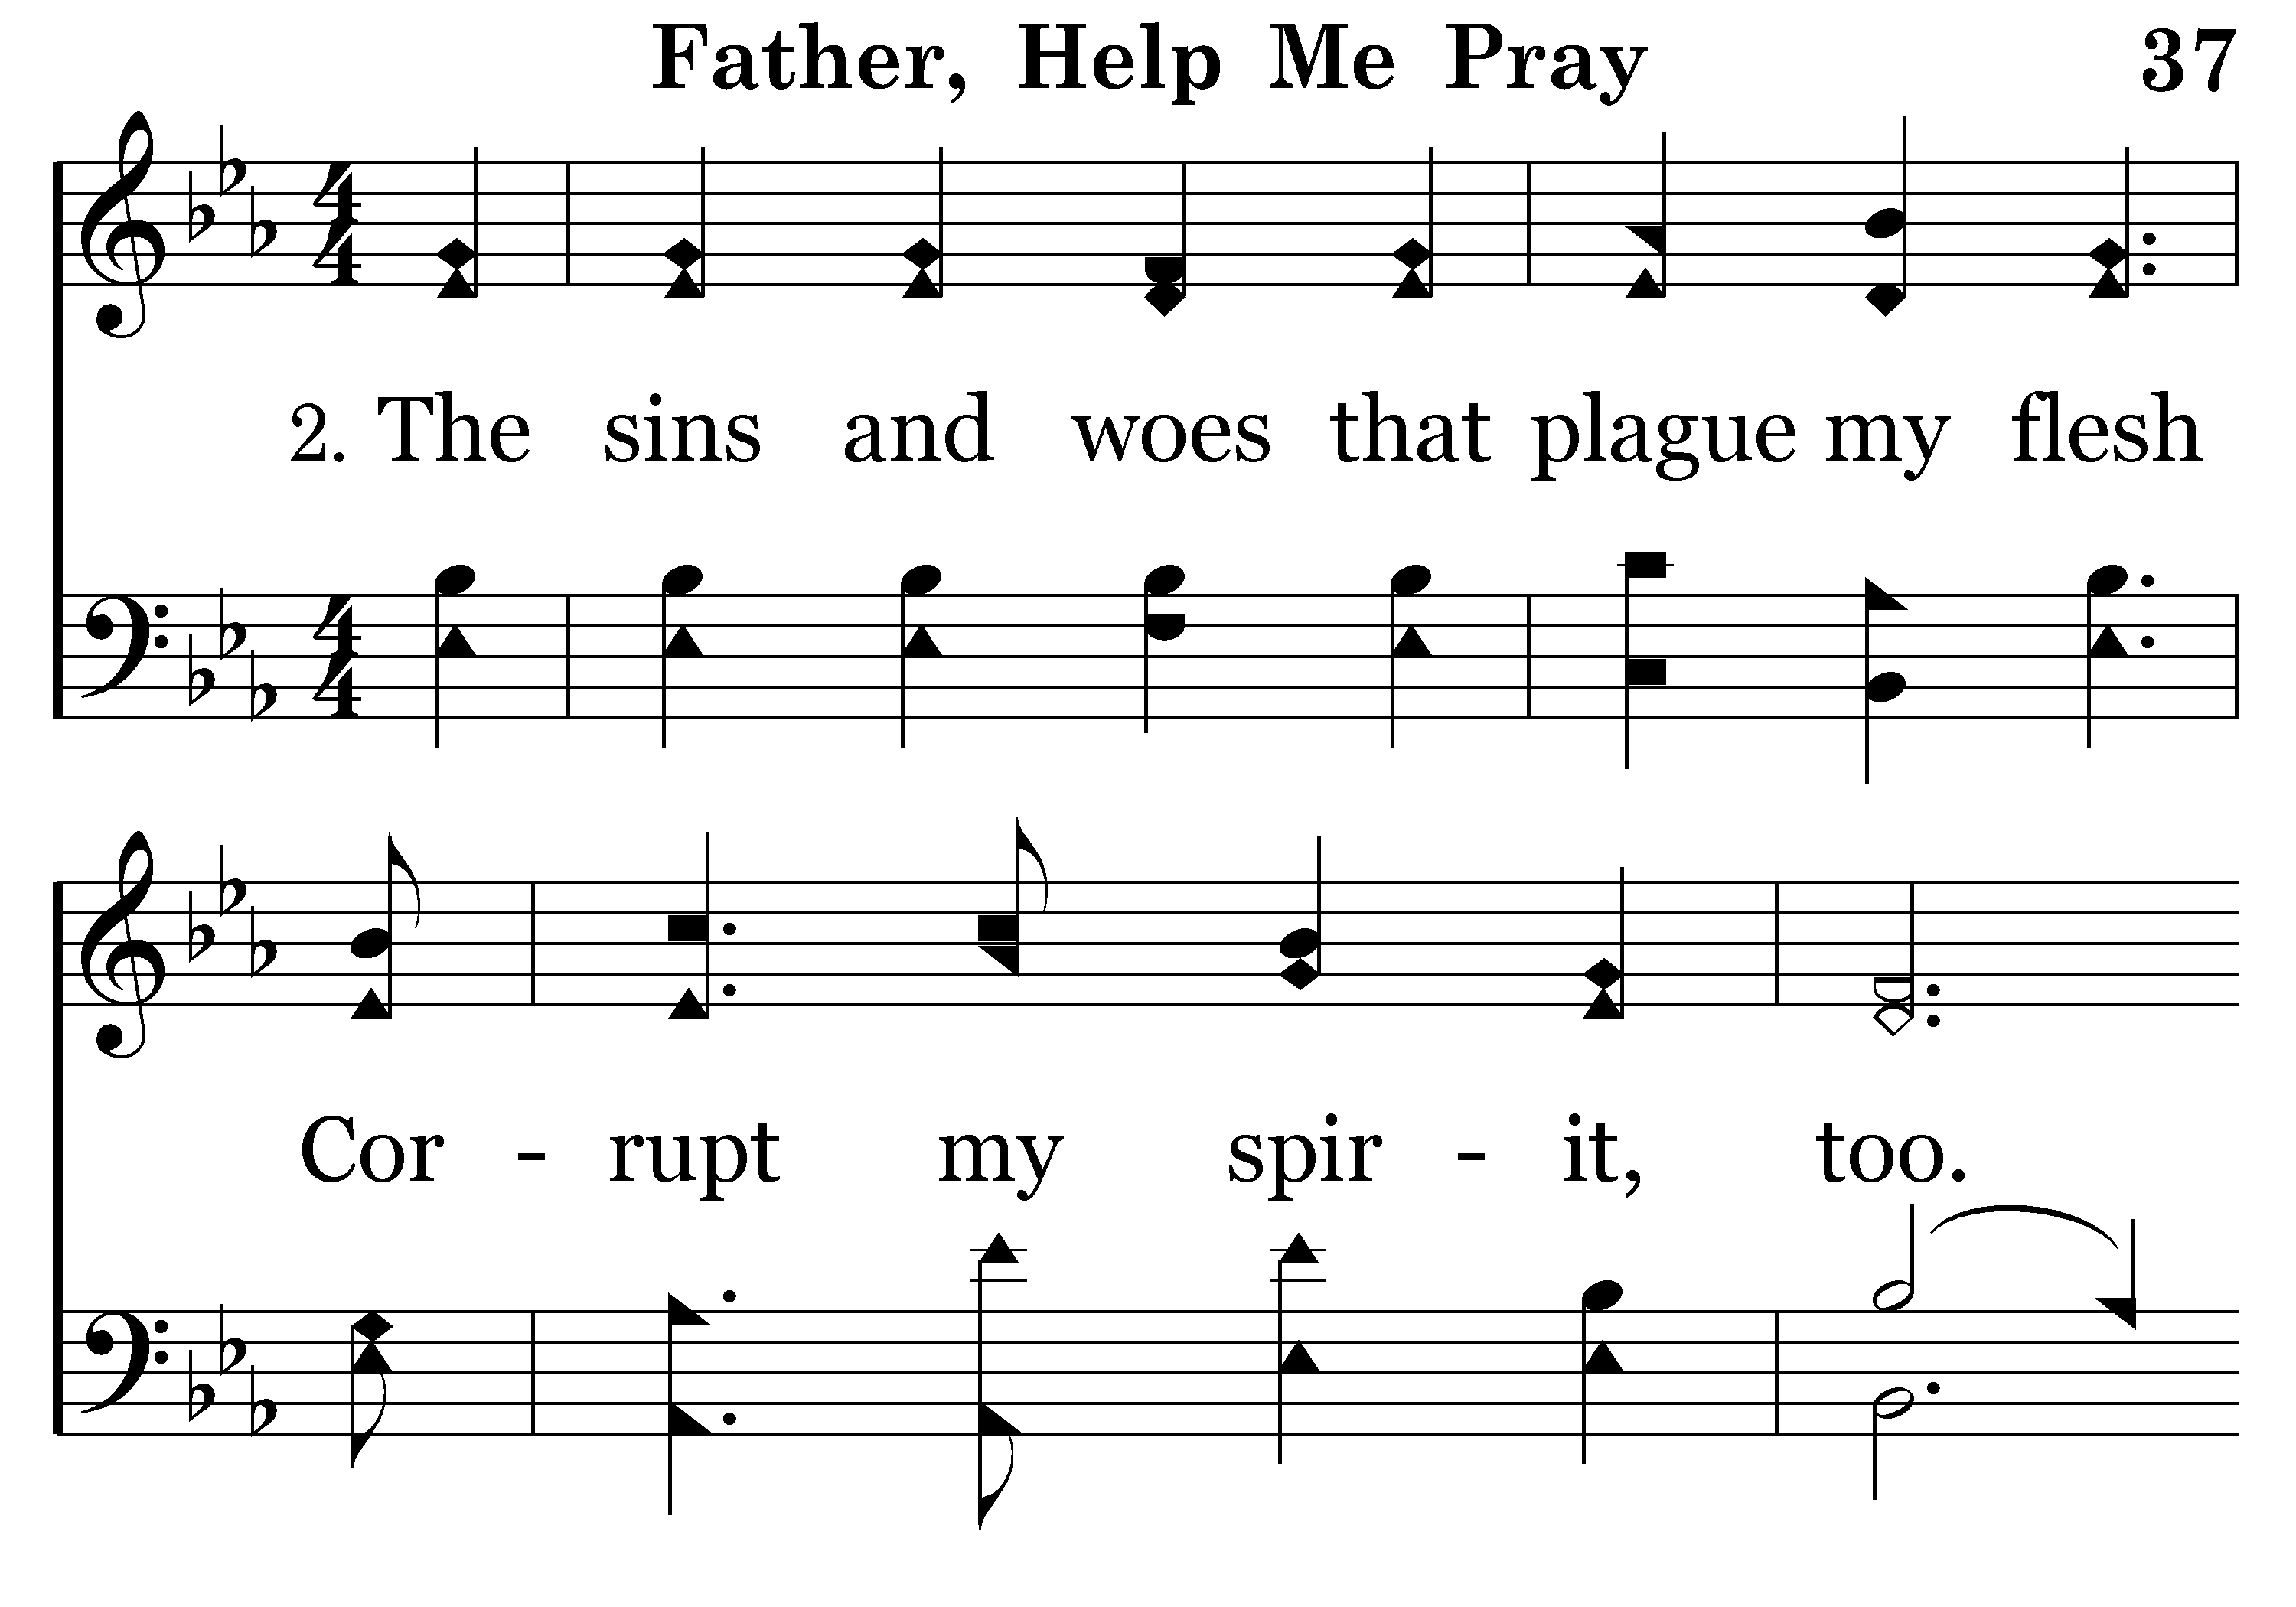 Father, Help Me Pray 37
2. The sins and woes that plague my flesh
Cor - rupt my spir - it, too.